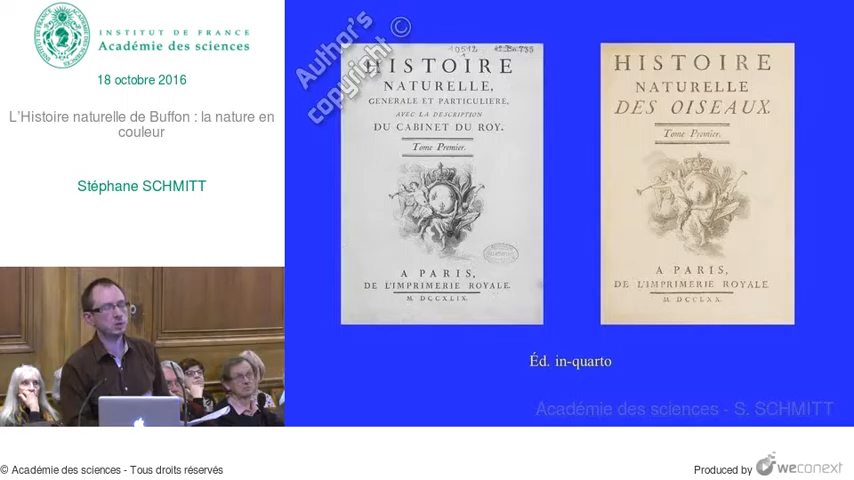 INSTITUT DE FRANCE
Académie des sciences
18 octobre 2016
L'Histoire naturelle de Buffon : la nature en
couleur
Stéphane SCHMITT
Author's
copyright ©
HISTOIRE
NATURELLE,
GENERALE ET PARTICULIERE,
AVEC LA DESCRIPTION
DU CABINET DU ROY.
Tome Premier.
A PARIS,
DE L'IMPRIMERIE ROYALE.
M. DCCXLIX.
HISTOIRE
NATURELLE
DES OISEAUX.
Tome Premier.
A PARIS,
DE L'IMPRIMERIE ROYALE.
M. DCCLXX.
Éd. in-quarto
Académie des sciences - S. SCHMITT
© Académie des sciences - Tous droits réservés
Produced by weconext